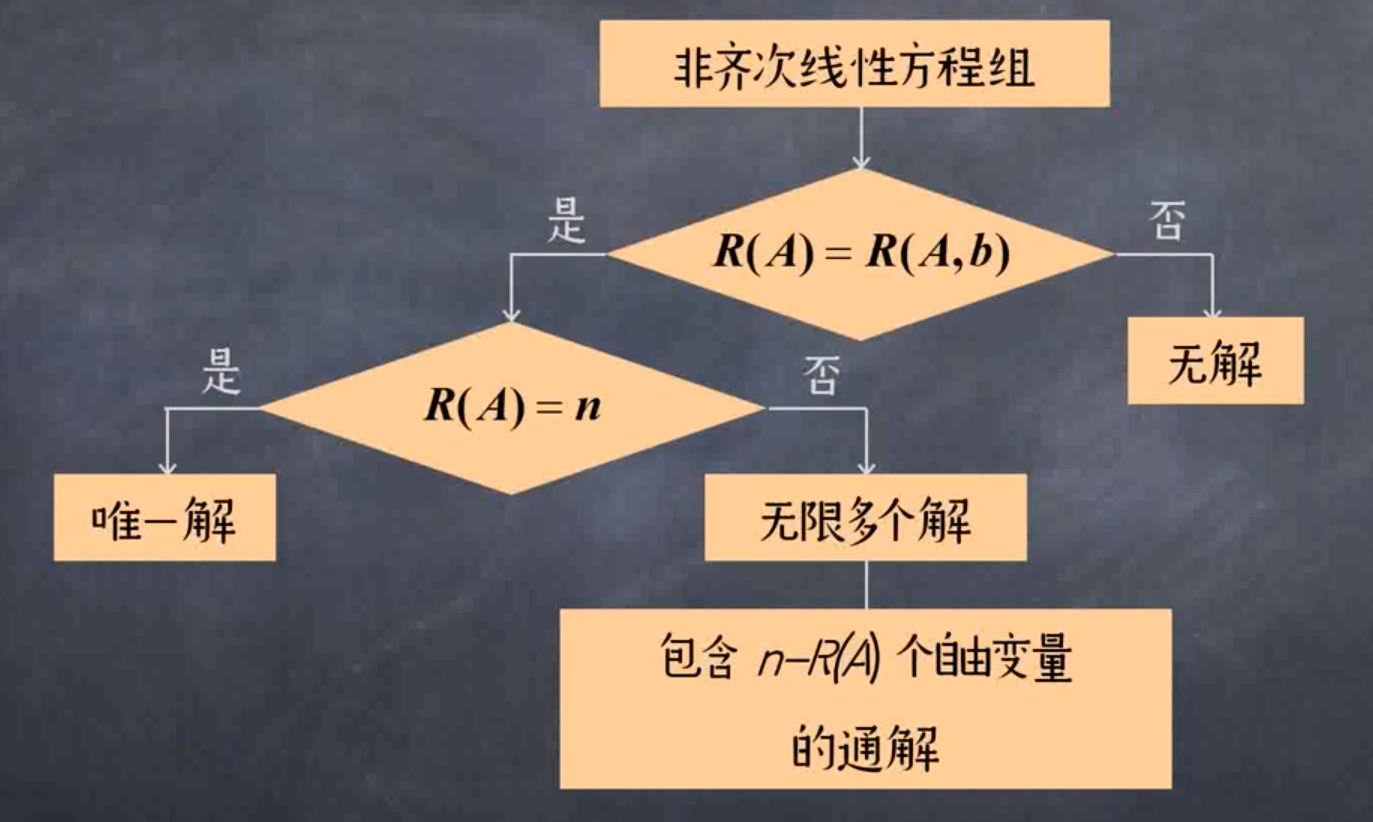 非齐次线性方程组
是
R(A) = R(A,b)
否
无解
是
R(A) = n
否
唯一解
无限多个解
包含 n-R(A) 个自由变量
的通解